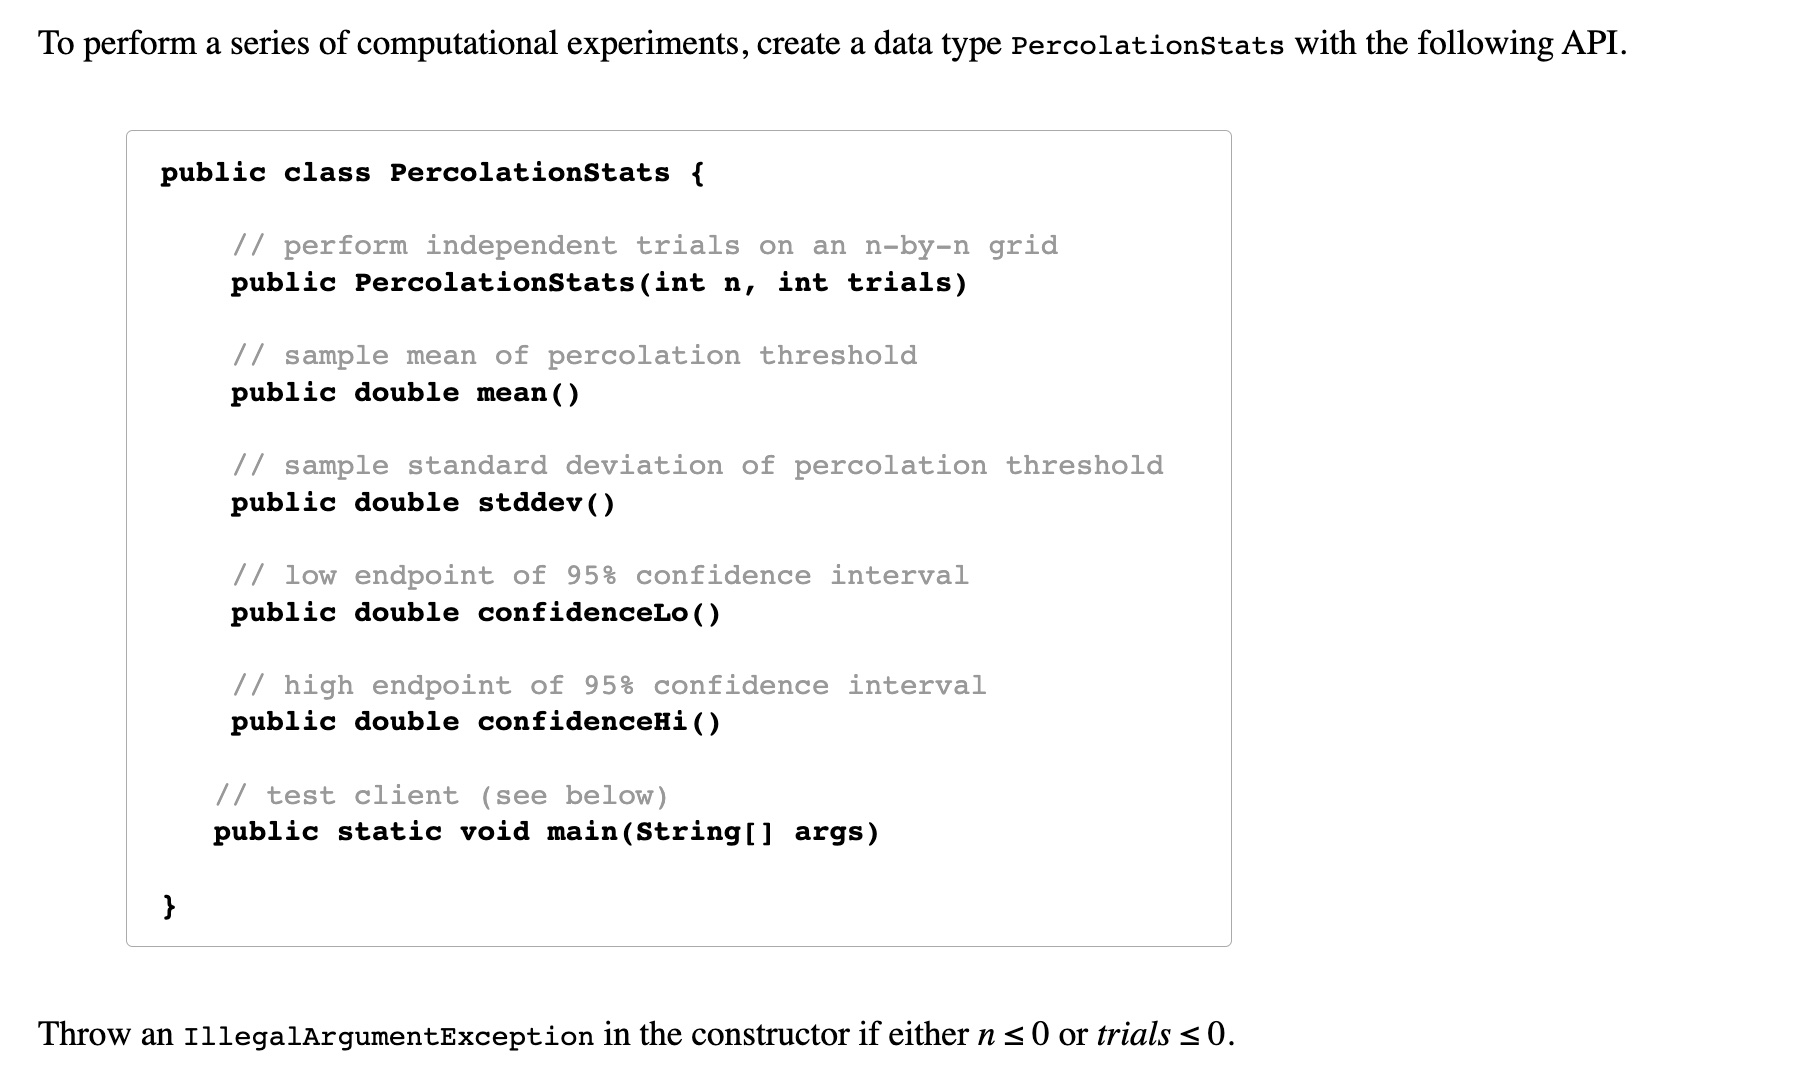 To perform a series of computational experiments, create a data type PercolationStats with the following API.
public class PercolationStats {
// perform independent trials on an n-by-n grid
public PercolationStats(int n, int trials)
// sample mean of percolation threshold
public double mean()
// sample standard deviation of percolation threshold
public double stddev()
// low endpoint of 95% confidence interval
public double confidenceLo()
// high endpoint of 95% confidence interval
public double confidenceHi()
// test client (see below)
public static void main(String[] args)
}
Throw an IllegalArgumentException in the constructor if either n ≤ 0 or trials ≤ 0.